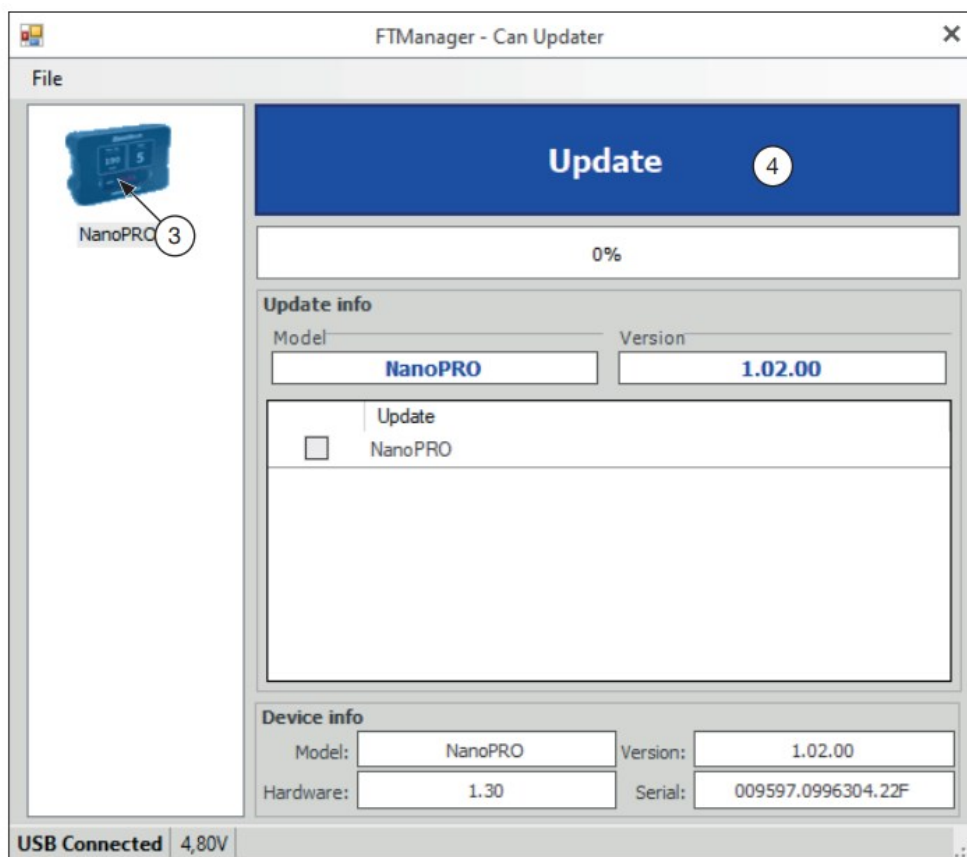 FTManager - Can Updater
File
NanoPRO
3
Update
4
0%
Update info
Model
Version
NanoPRO
1.02.00
Update
NanoPRO
Device info
Model: NanoPRO Version: 1.02.00
Hardware: 1.30 Serial: 009597.0996304.22F
USB Connected 4,80V